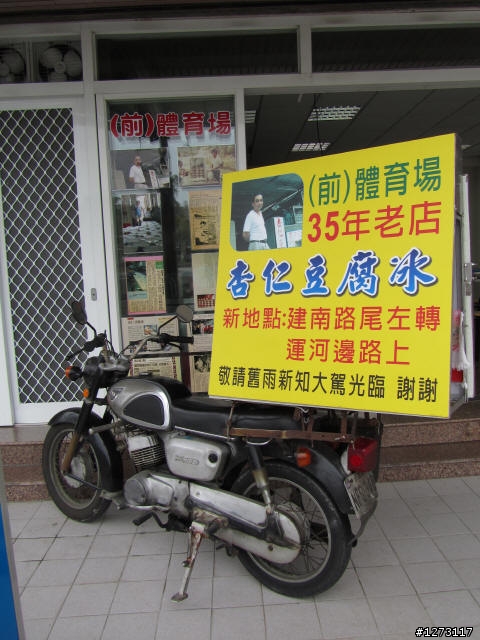 (前)體育場
(前)體育場
35年老店
杏仁豆腐冰
新地點:建南路尾左轉
運河邊路上
敬請舊雨新知大駕光臨 謝謝
#1273117